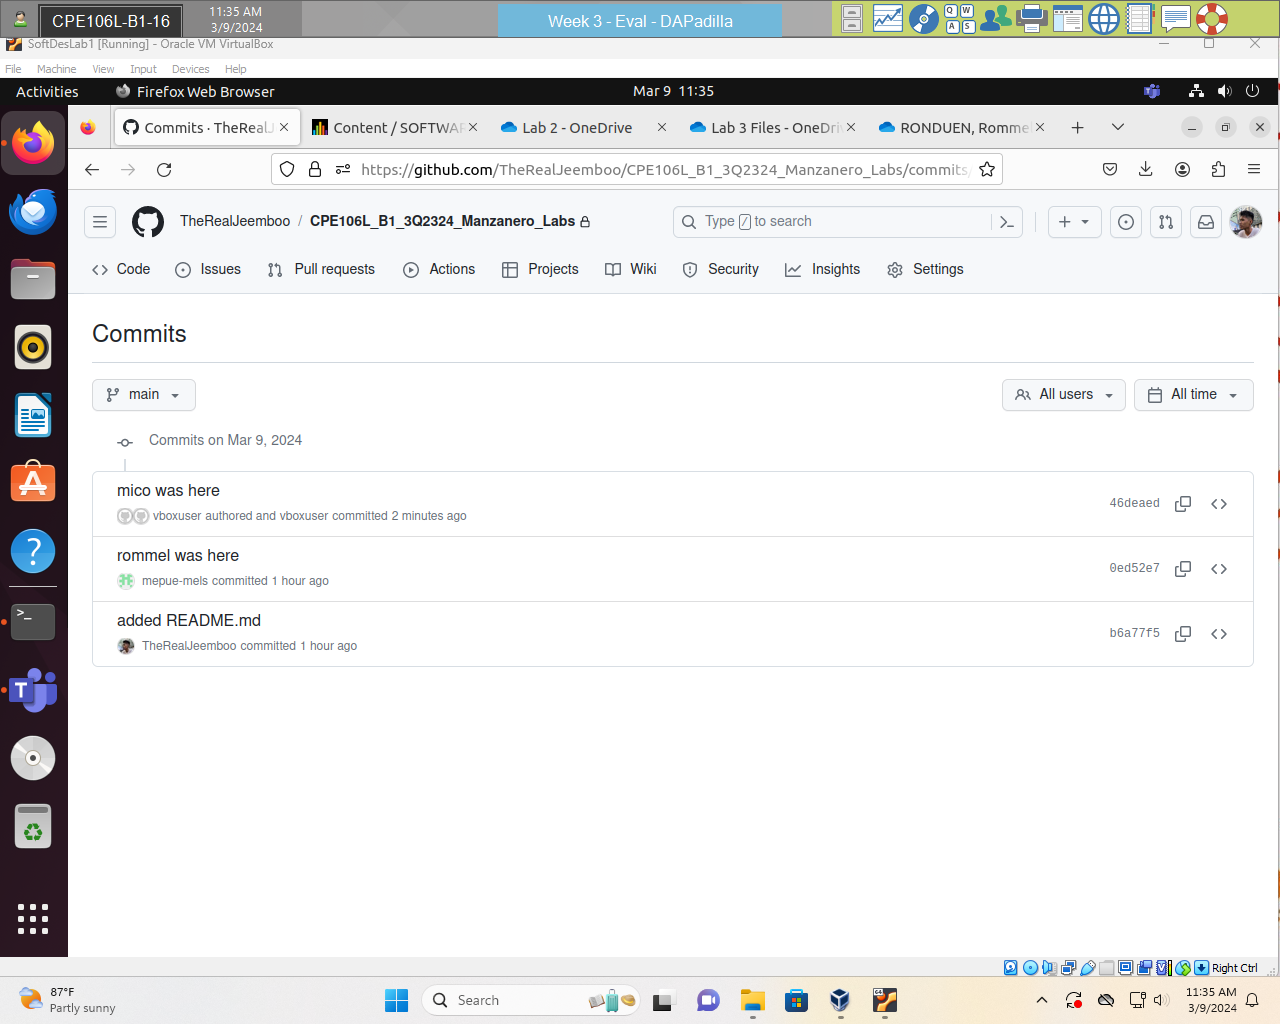 CPE106L-B1-16
11:35 AM
3/9/2024
Week 3 - Eval - DAPadilla
Q W
A S
SoftDesLab1 [Running] - Oracle VM VirtualBox
File Machine View Input Devices Help
Activities Firefox Web Browser Mar 9 11:35
Commits · TheRealJ Content / SOFTWAR Lab 2 - OneDrive Lab 3 Files - OneDriv RONDUEN, Romme
https://github.com/TheRealJeemboo/CPE106L_B1_3Q2324_Manzanero_Labs/commits/
TheRealJeemboo / CPE106L_B1_3Q2324_Manzanero_Labs Type / to search
Code Issues Pull requests Actions Projects Wiki Security Insights Settings
Commits
main All users All time
Commits on Mar 9, 2024
mico was here
vboxuser authored and vboxuser committed 2 minutes ago 46deaed
rommel was here
mepue-mels committed 1 hour ago 0ed52e7
added README.md
TheRealJeemboo committed 1 hour ago b6a77f5
Right Ctrl
87°F
Partly sunny
Search
11:35 AM
3/9/2024